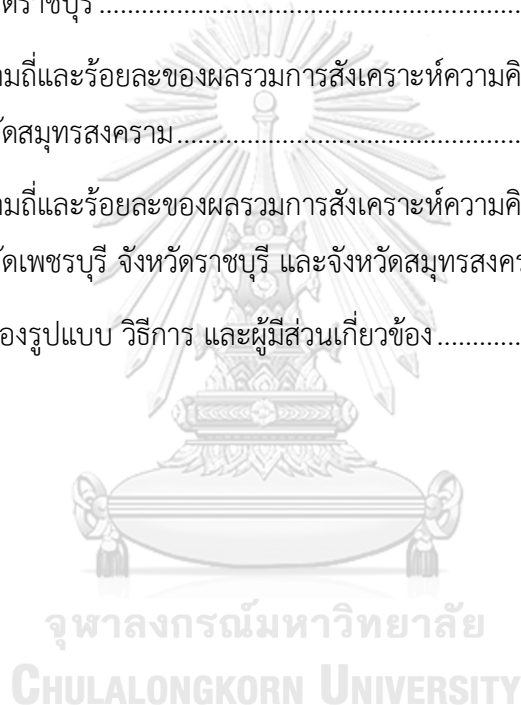 ัดราชบุรี.......................................................
ามถี่และร้อยละของผลรวมการสังเคราะห์ความคิ
วัดสมุทรสงคราม.............................................
ามถี่และร้อยละของผลรวมการสังเคราะห์ความคิ
วัดเพชรบุรี จังหวัดราชบุรี และจังหวัดสมุทรสงคร
องรูปแบบ วิธีการ และผู้มีส่วนเกี่ยวข้อง............
จุฬาลงกรณ์มหาวิทยาลัย
CHULALONGKORN UNIVERSITY